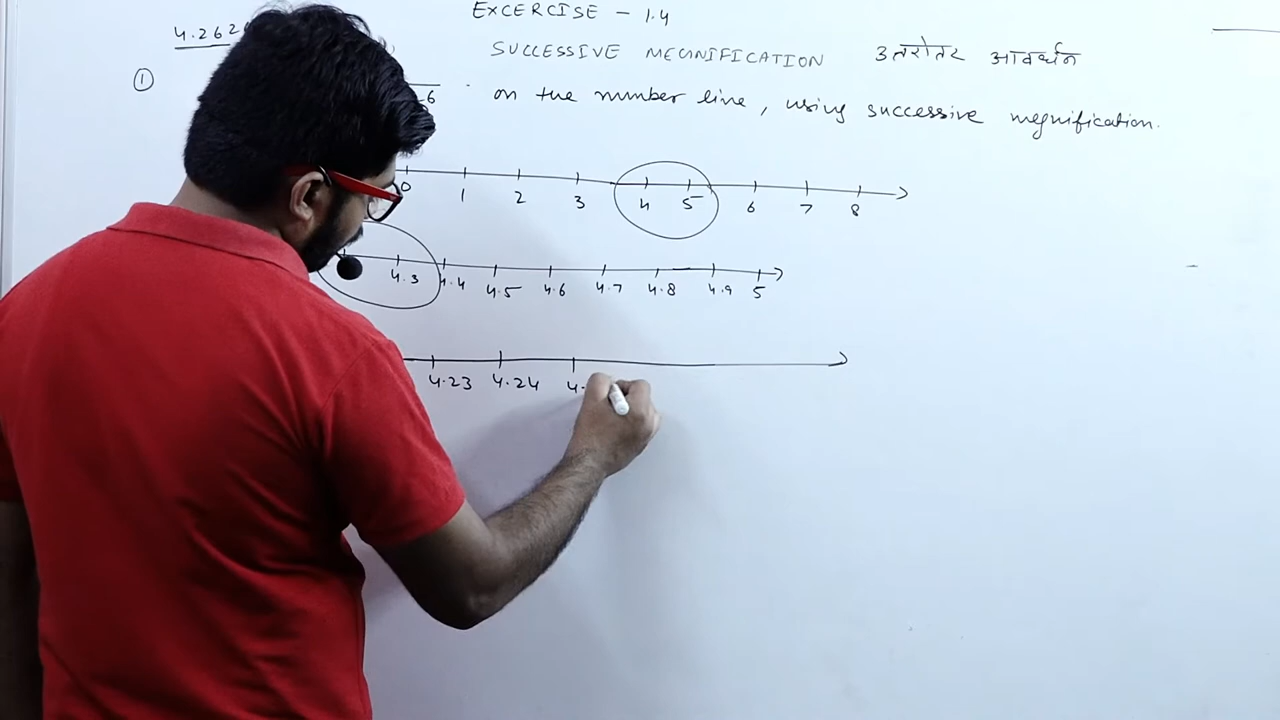 EXCERCISE - 1.4
4.262
SUCCESSIVE MEGNIFICATION उतरोतर आवर्धन
① 6 on the number line, using successive megnification.
0 1 2 3 4 5 6 7 8
4.3 4.4 4.5 4.6 4.7 4.8 4.9 5
4.23 4.24 4.